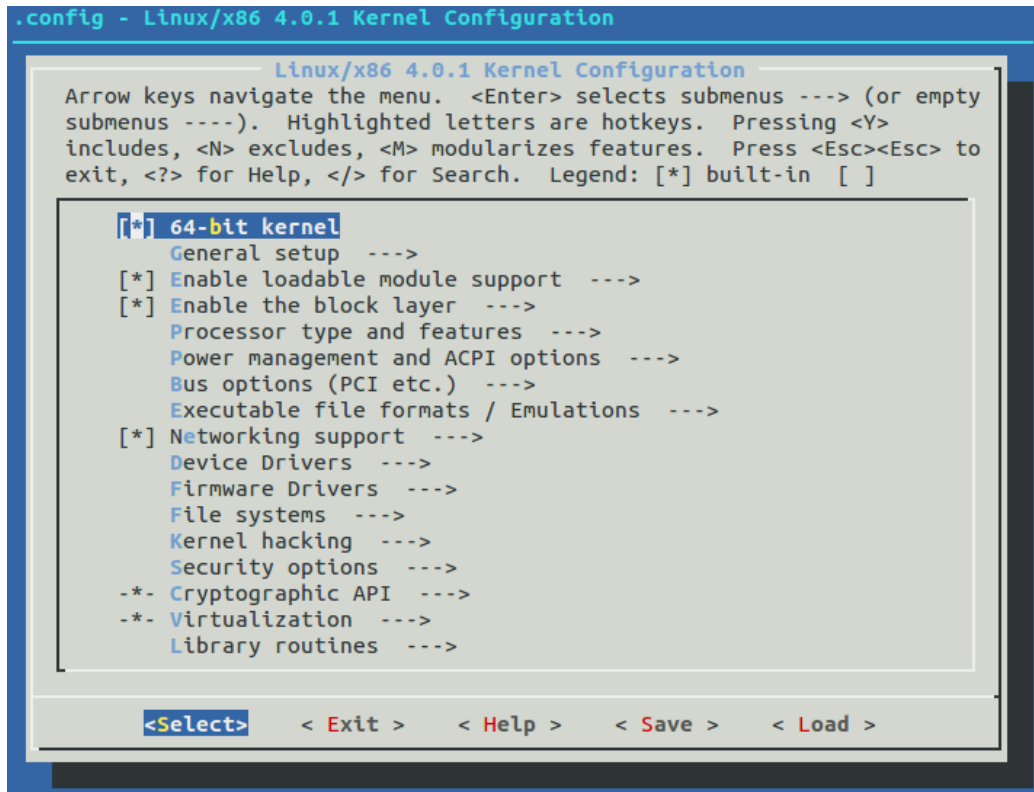 .config - Linux/x86 4.0.1 Kernel Configuration
Linux/x86 4.0.1 Kernel Configuration
Arrow keys navigate the menu.  <Enter> selects submenus ---> (or empty
submenus ----).  Highlighted letters are hotkeys.  Pressing <Y>
includes, <N> excludes, <M> modularizes features.  Press <Esc><Esc> to
exit, <?> for Help, </> for Search.  Legend: [*] built-in  [ ]
[*] 64-bit kernel
General setup  --->
[*] Enable loadable module support  --->
[*] Enable the block layer  --->
Processor type and features  --->
Power management and ACPI options  --->
Bus options (PCI etc.)  --->
Executable file formats / Emulations  --->
[*] Networking support  --->
Device Drivers  --->
Firmware Drivers  --->
File systems  --->
Kernel hacking  --->
Security options  --->
-*- Cryptographic API  --->
-*- Virtualization  --->
Library routines  --->
<Select>    < Exit >    < Help >    < Save >    < Load >